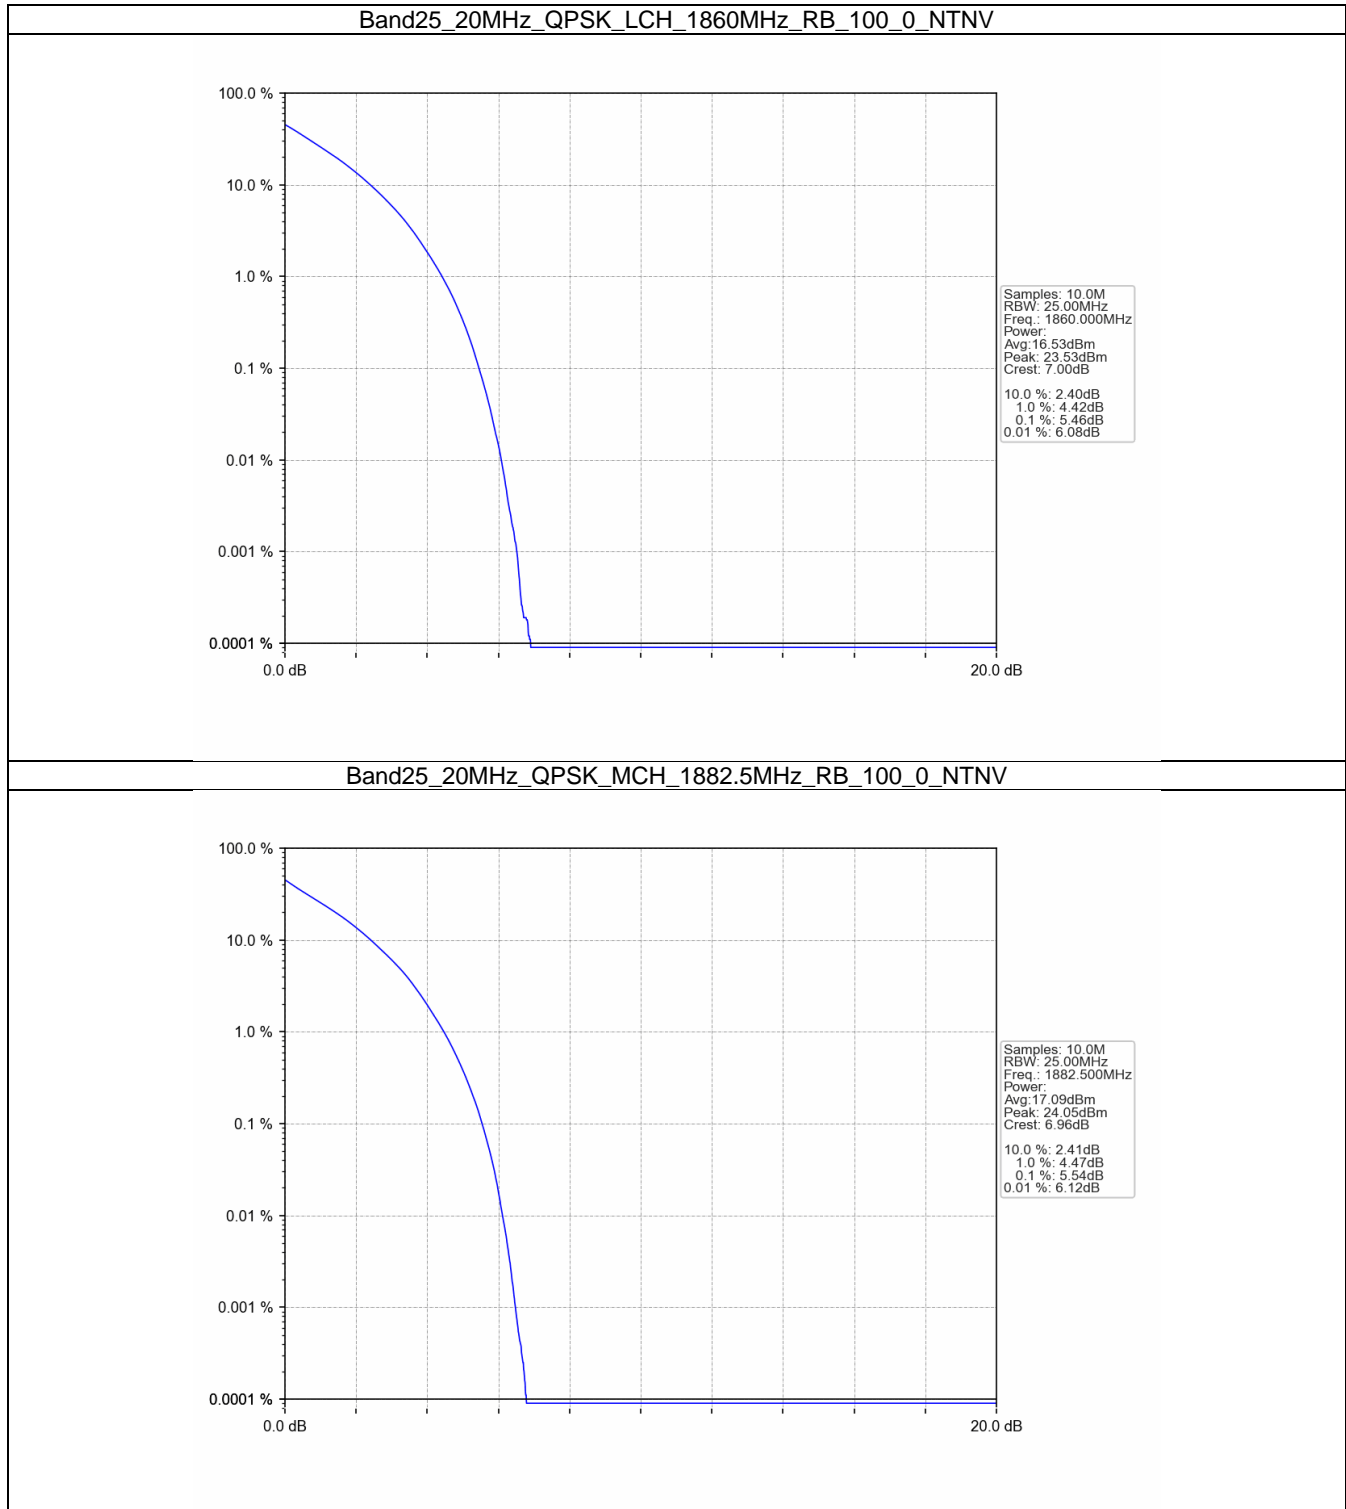 Band25_20MHz_QPSK_LCH_1860MHz_RB_100_0_NTNV
100.0 %
10.0 %
1.0 %
0.1 %
0.01 %
0.001 %
0.0001 %
0.0 dB
20.0 dB
Samples: 10.0M
RBW: 25.00MHz
Freq.: 1860.000MHz
Power:
Avg:16.53dBm
Peak: 23.53dBm
Crest: 7.00dB
10.0 %: 2.40dB
1.0 %: 4.42dB
0.1 %: 5.46dB
0.01 %: 6.08dB
Band25_20MHz_QPSK_MCH_1882.5MHz_RB_100_0_NTNV
100.0 %
10.0 %
1.0 %
0.1 %
0.01 %
0.001 %
0.0001 %
0.0 dB
20.0 dB
Samples: 10.0M
RBW: 25.00MHz
Freq.: 1882.500MHz
Power:
Avg:17.09dBm
Peak: 24.05dBm
Crest: 6.96dB
10.0 %: 2.41dB
1.0 %: 4.47dB
0.1 %: 5.54dB
0.01 %: 6.12dB